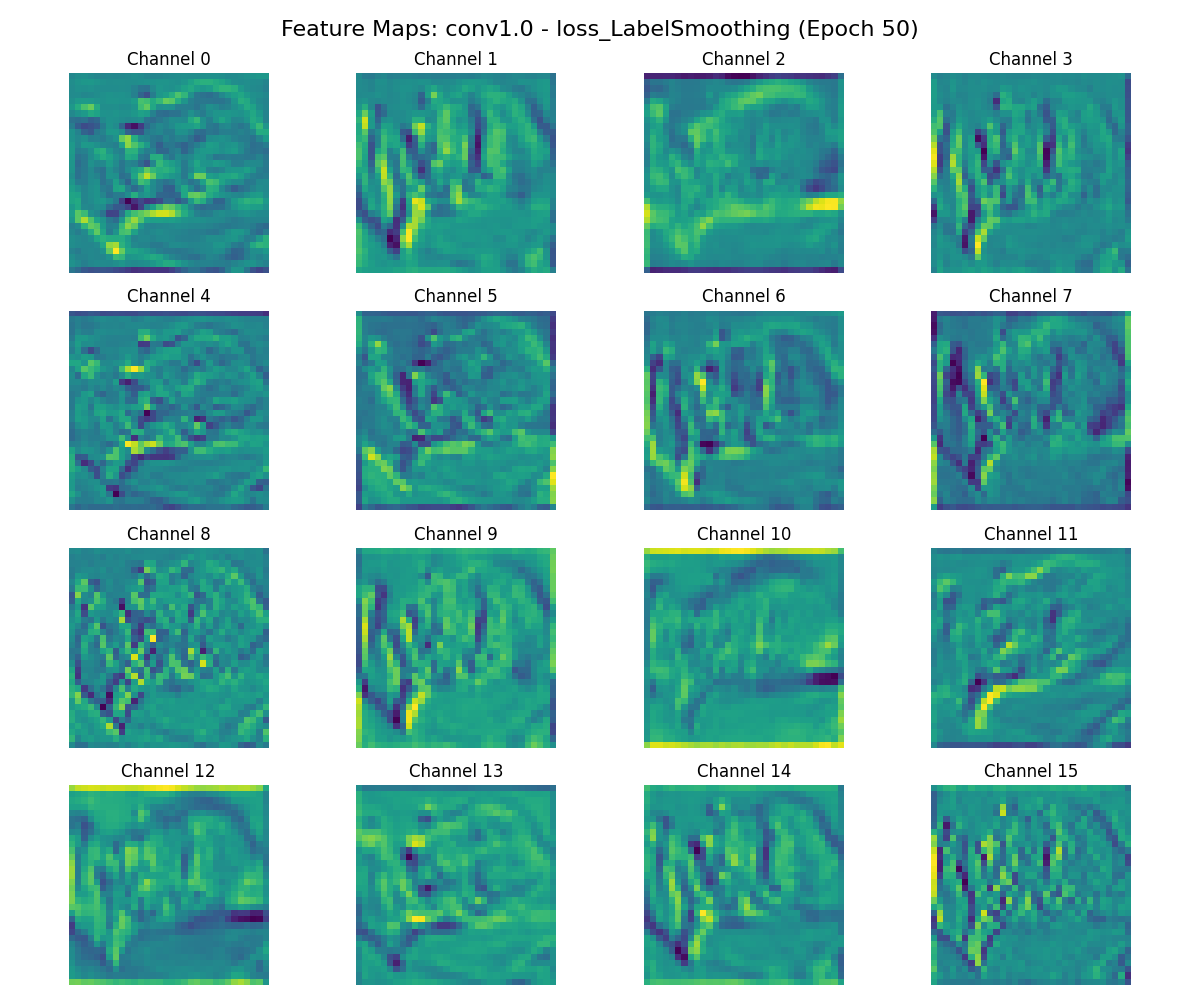 Feature Maps: conv1.0 - loss_LabelSmoothing (Epoch 50)
Channel 0
Channel 1
Channel 2
Channel 3
Channel 4
Channel 5
Channel 6
Channel 7
Channel 8
Channel 9
Channel 10
Channel 11
Channel 12
Channel 13
Channel 14
Channel 15